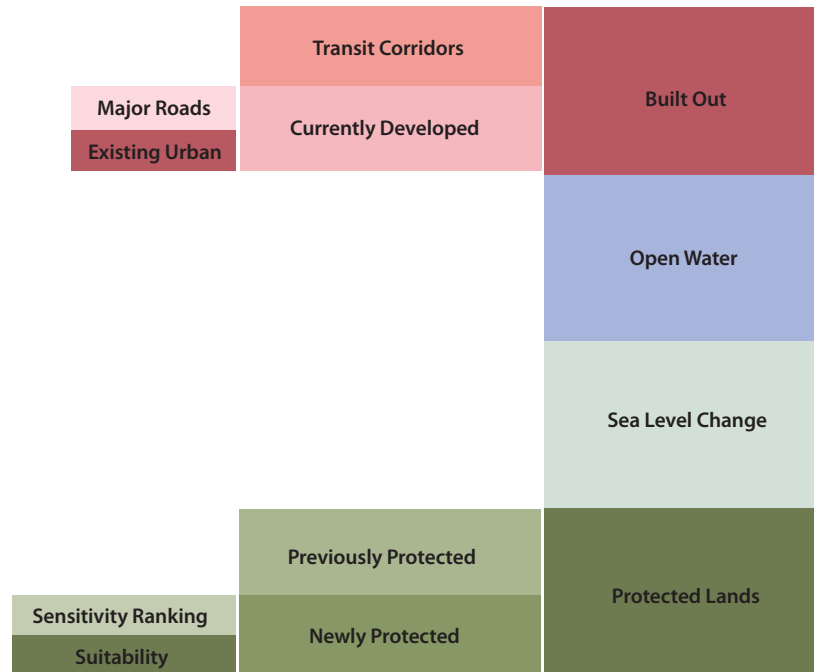 Transit Corridors
Built Out
Major Roads
Currently Developed
Existing Urban
Open Water
Sea Level Change
Previously Protected
Protected Lands
Sensitivity Ranking
Newly Protected
Suitability